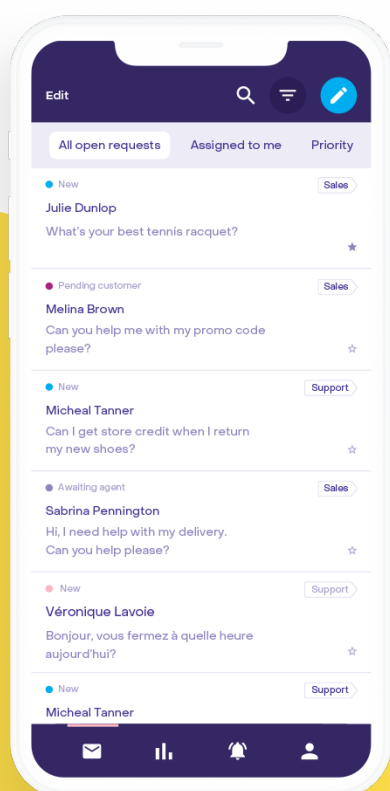 Edit
All open requests Assigned to me Priority
New Sales
Julie Dunlop
What's your best tennis racquet?
Pending customer Sales
Melina Brown
Can you help me with my promo code
please?
New Support
Micheal Tanner
Can I get store credit when I return
my new shoes?
Awaiting agent Sales
Sabrina Pennington
Hi, I need help with my delivery.
Can you help please?
New Support
Véronique Lavoie
Bonjour, vous fermez à quelle heure
aujourd'hui?
New Support
Micheal Tanner